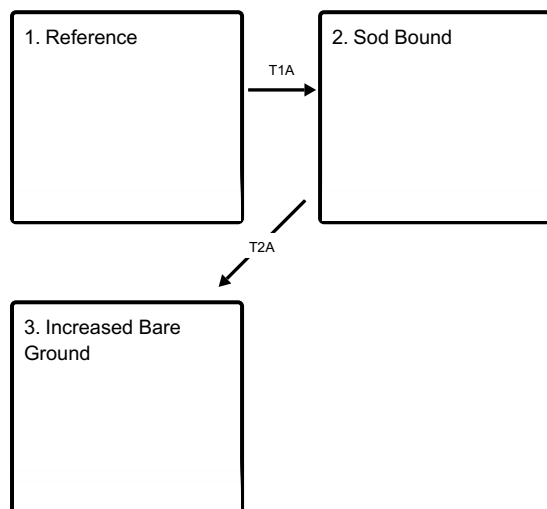 1. Reference
2. Sod Bound
T1A
T2A
3. Increased Bare
Ground